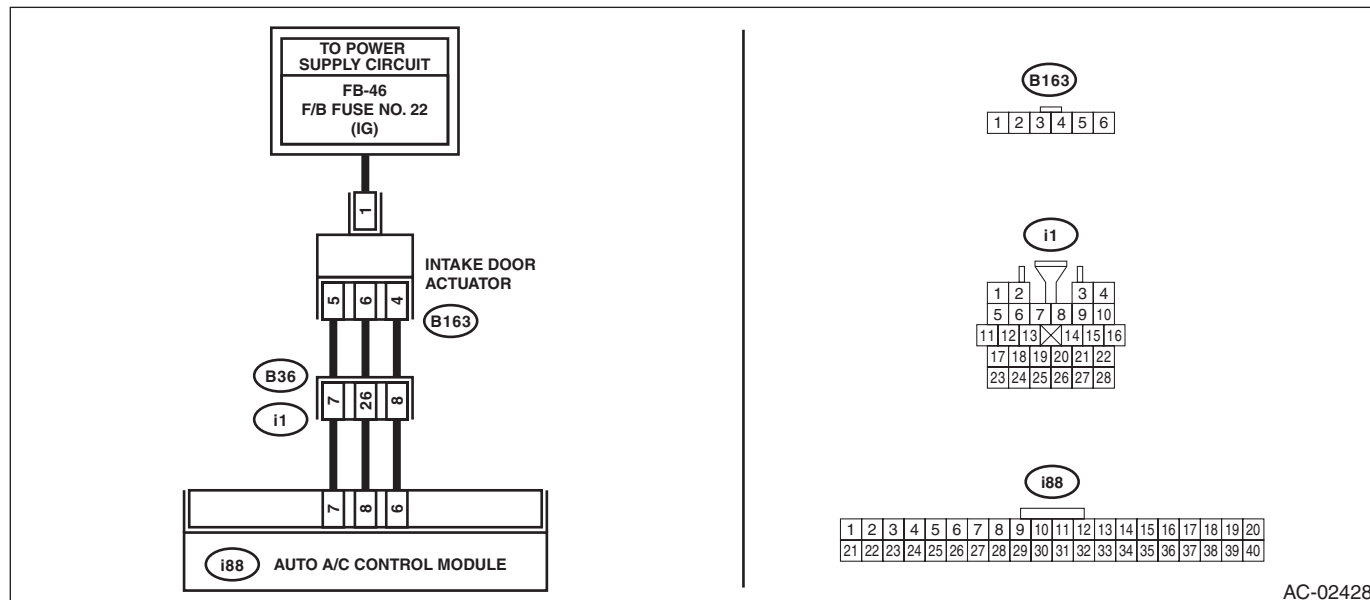 TO POWER
SUPPLY CIRCUIT
FB-46
F/B FUSE NO. 22
(IG)
1
INTAKE DOOR
ACTUATOR
5 6 4
B163
B36
7 26 8
i1
7 8 6
i88 AUTO A/C CONTROL MODULE
B163
1 2 3 4 5 6
i1
1 2 3 4
5 6 7 8 9 10
11 12 13 14 15 16
17 18 19 20 21 22
23 24 25 26 27 28
i88
1 2 3 4 5 6 7 8 9 10 11 12 13 14 15 16 17 18 19 20
21 22 23 24 25 26 27 28 29 30 31 32 33 34 35 36 37 38 39 40
AC-02428